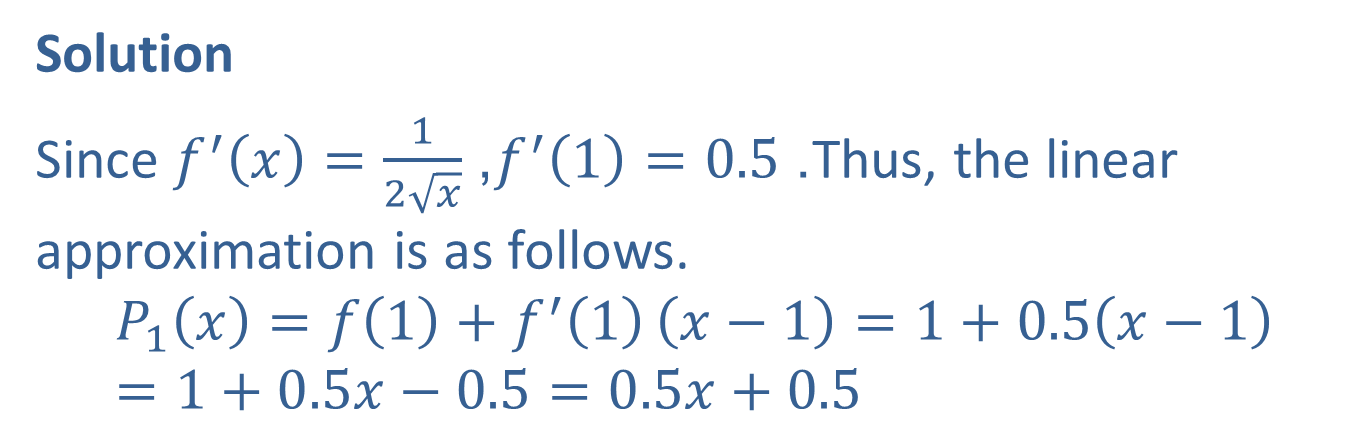 Solution
Since f′(x) = 1/(2√x) ,f′(1) = 0.5 .Thus, the linear
approximation is as follows.
P₁(x) = f(1) + f′(1) (x − 1) = 1 + 0.5(x − 1)
= 1 + 0.5x − 0.5 = 0.5x + 0.5